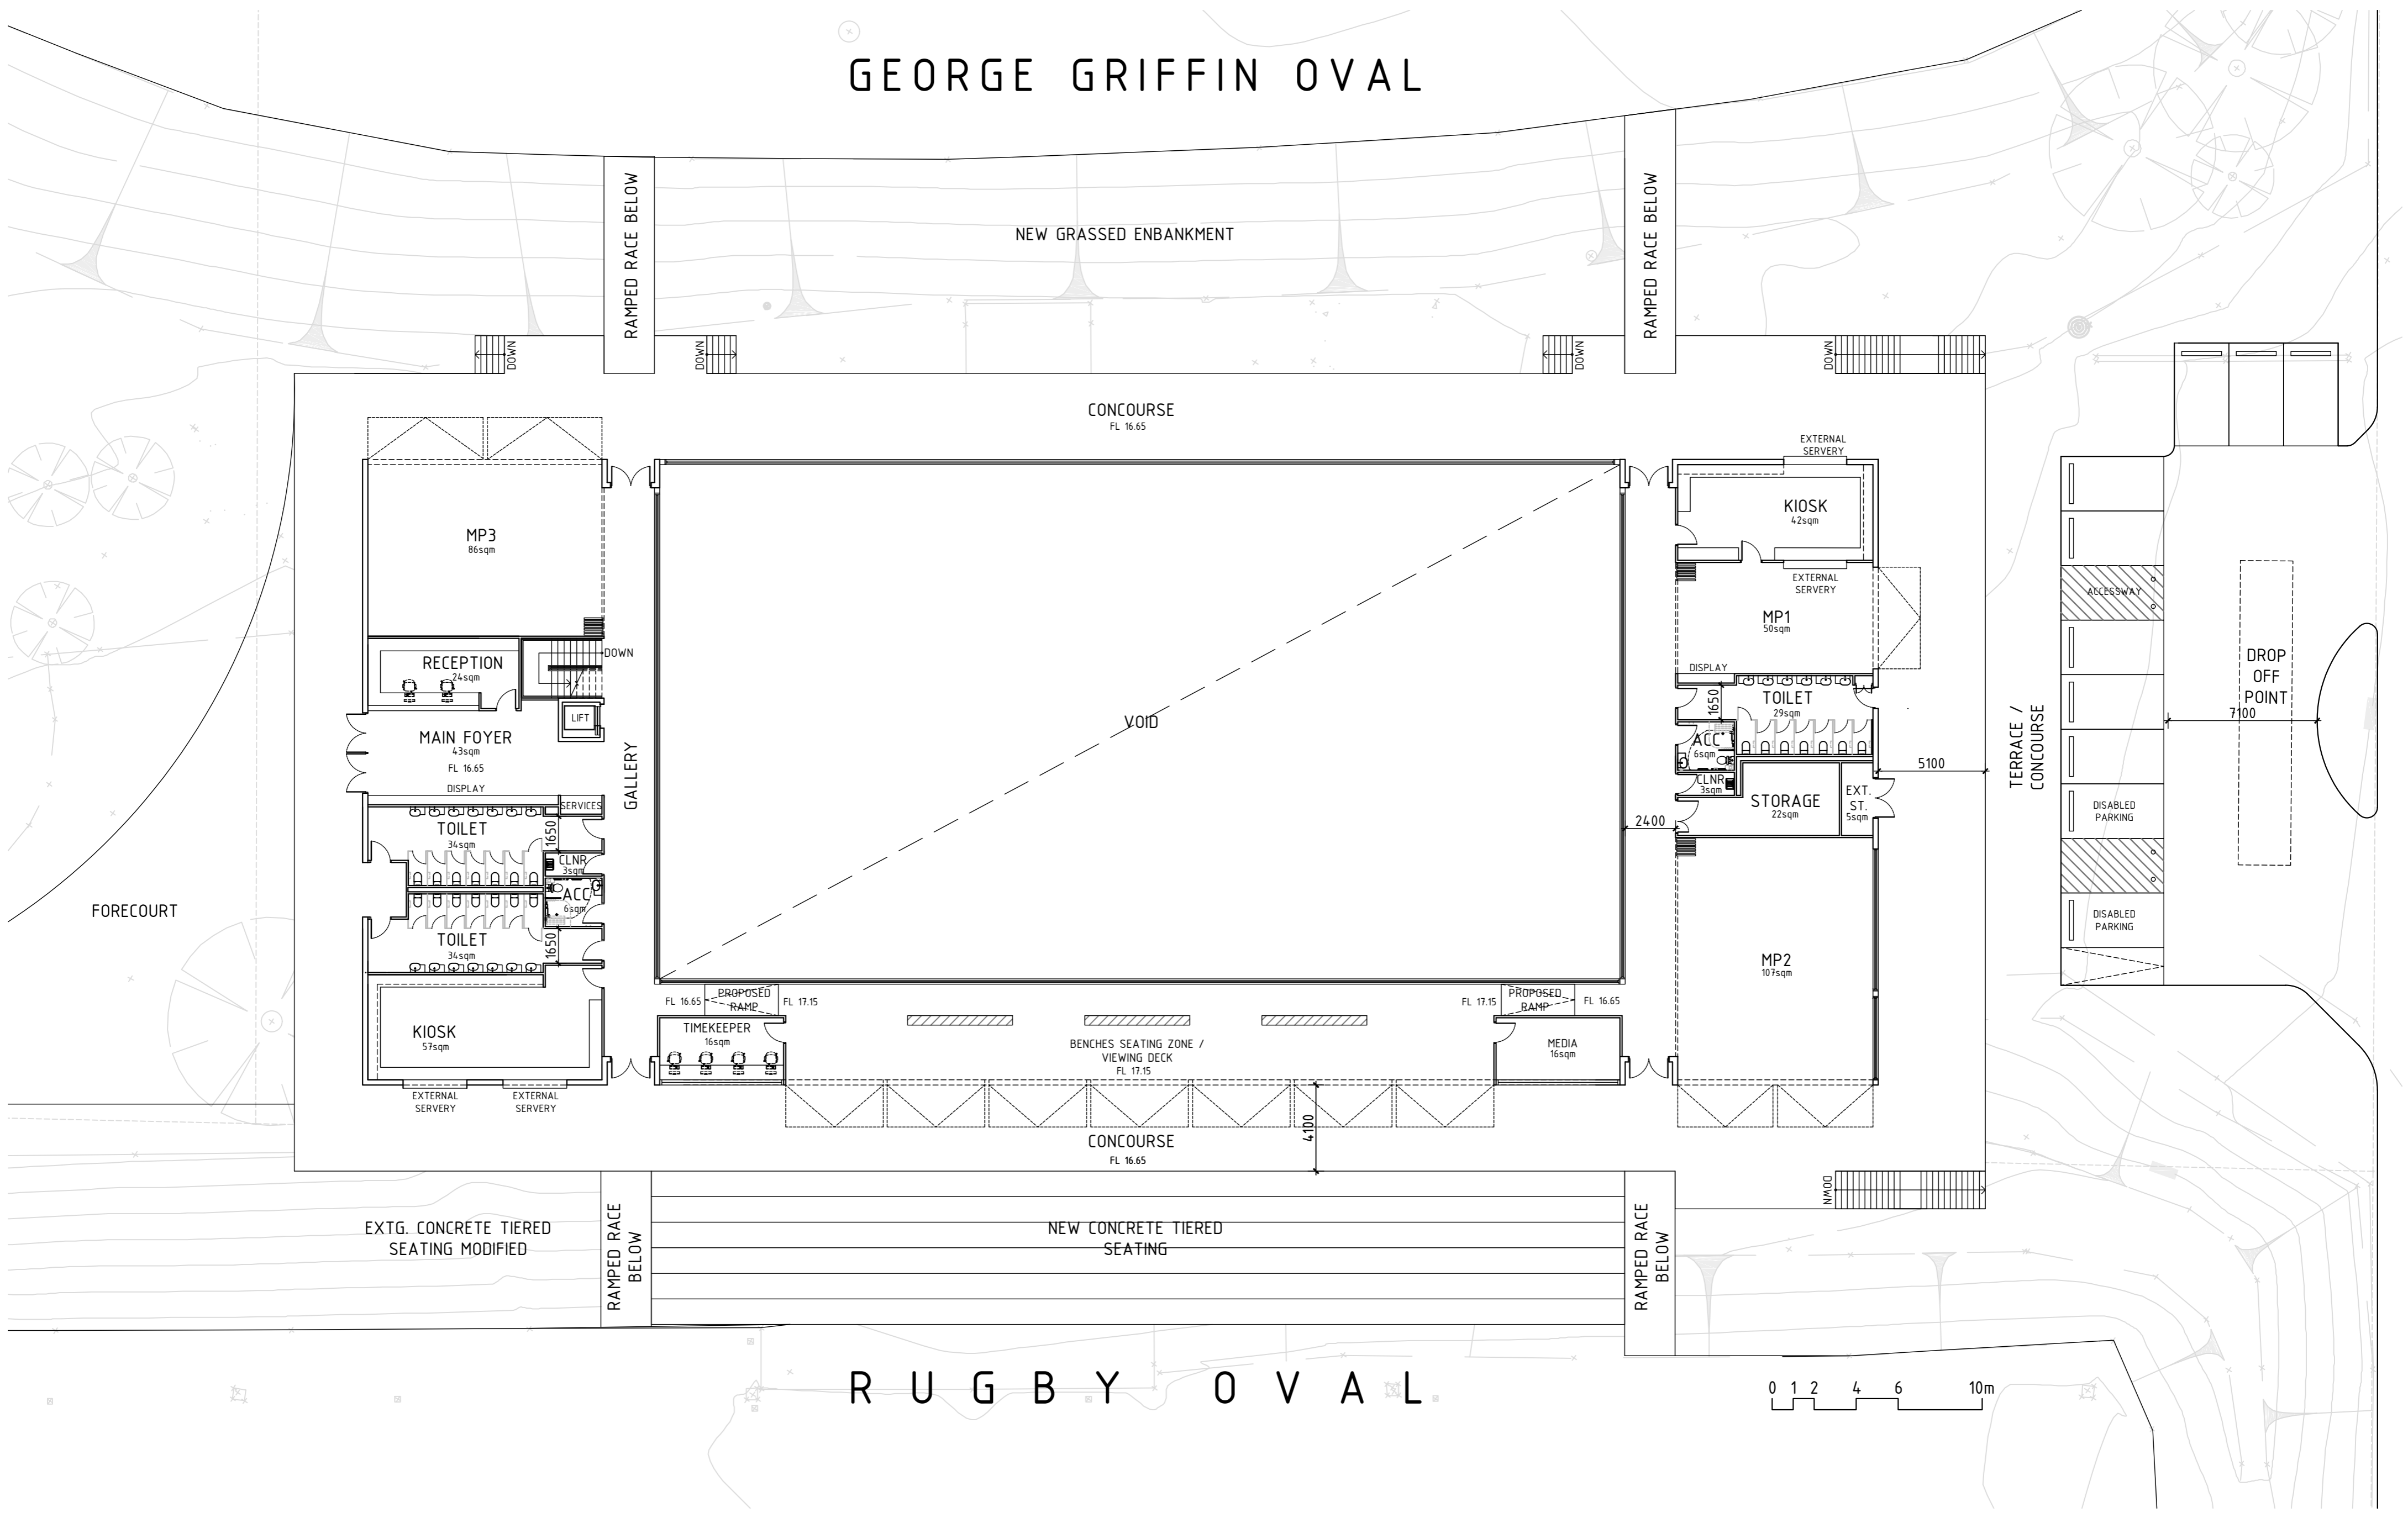 GEORGE GRIFFIN OVAL
RAMPED RACE BELOW
NEW GRASSED ENBANKMENT
RAMPED RACE BELOW
DOWN
DOWN
DOWN
DOWN
CONCOURSE
FL 16.65
EXTERNAL
SERVERY
MP3
86sqm
KIOSK
42sqm
EXTERNAL
SERVERY
ACCESSWAY
MP1
50sqm
DOWN
RECEPTION
24sqm
DISPLAY
LIFT
MAIN FOYER
43sqm
FL 16.65
DISPLAY
SERVICES
GALLERY
VOID
1650
TOILET
29sqm
ACC
6sqm
CLNR
3sqm
STORAGE
22sqm
EXT.
ST.
5sqm
5100
2400
TERRACE /
CONCOURSE
DROP
OFF
POINT
7100
DISABLED
PARKING
DISABLED
PARKING
TOILET
34sqm
1650
CLNR
3sqm
ACC
6sqm
FORECOURT
TOILET
34sqm
1650
MP2
107sqm
KIOSK
57sqm
FL 16.65
PROPOSED
RAMP
FL 17.15
FL 17.15
PROPOSED
RAMP
FL 16.65
TIMEKEEPER
16sqm
BENCHES SEATING ZONE /
VIEWING DECK
FL 17.15
MEDIA
16sqm
EXTERNAL
SERVERY
EXTERNAL
SERVERY
4100
CONCOURSE
FL 16.65
DOWN
EXTG. CONCRETE TIERED
SEATING MODIFIED
RAMPED RACE
BELOW
NEW CONCRETE TIERED
SEATING
RAMPED RACE
BELOW
RUGBY OVAL
0 1 2 4 6 10m